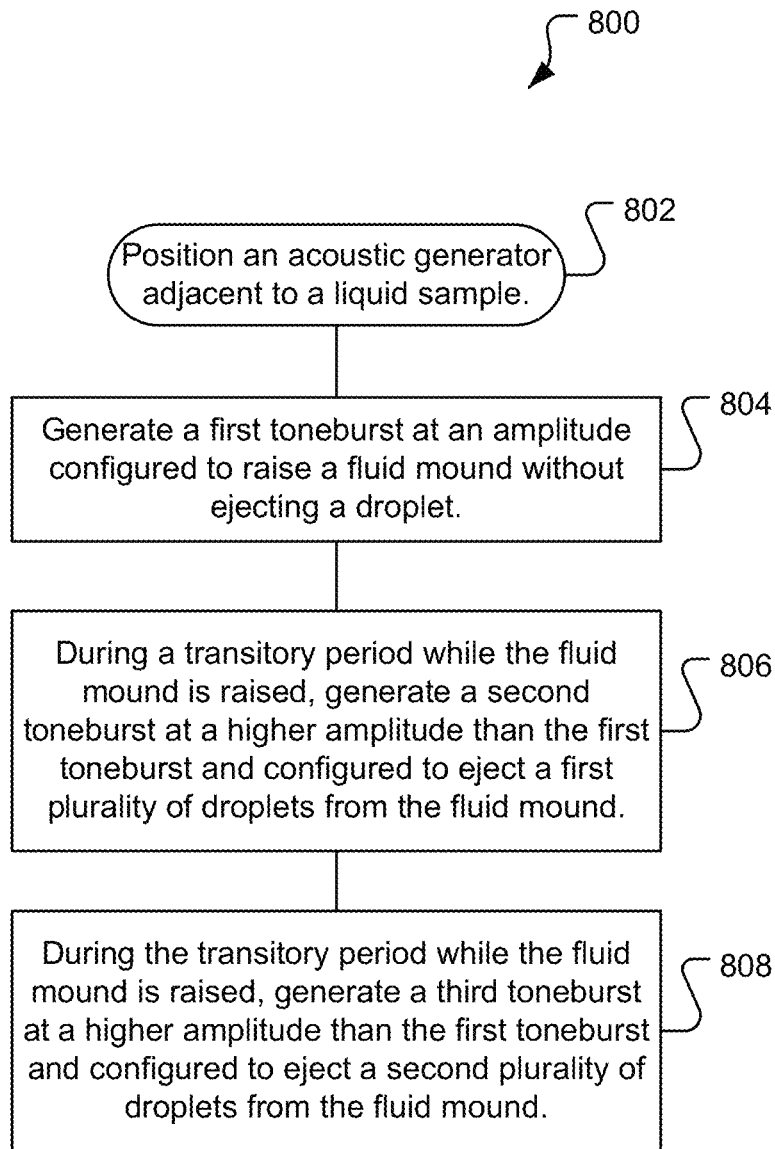 800
802
Position an acoustic generator
adjacent to a liquid sample.
804
Generate a first toneburst at an amplitude
configured to raise a fluid mound without
ejecting a droplet.
806
During a transitory period while the fluid
mound is raised, generate a second
toneburst at a higher amplitude than the first
toneburst and configured to eject a first
plurality of droplets from the fluid mound.
808
During the transitory period while the fluid
mound is raised, generate a third toneburst
at a higher amplitude than the first toneburst
and configured to eject a second plurality of
droplets from the fluid mound.